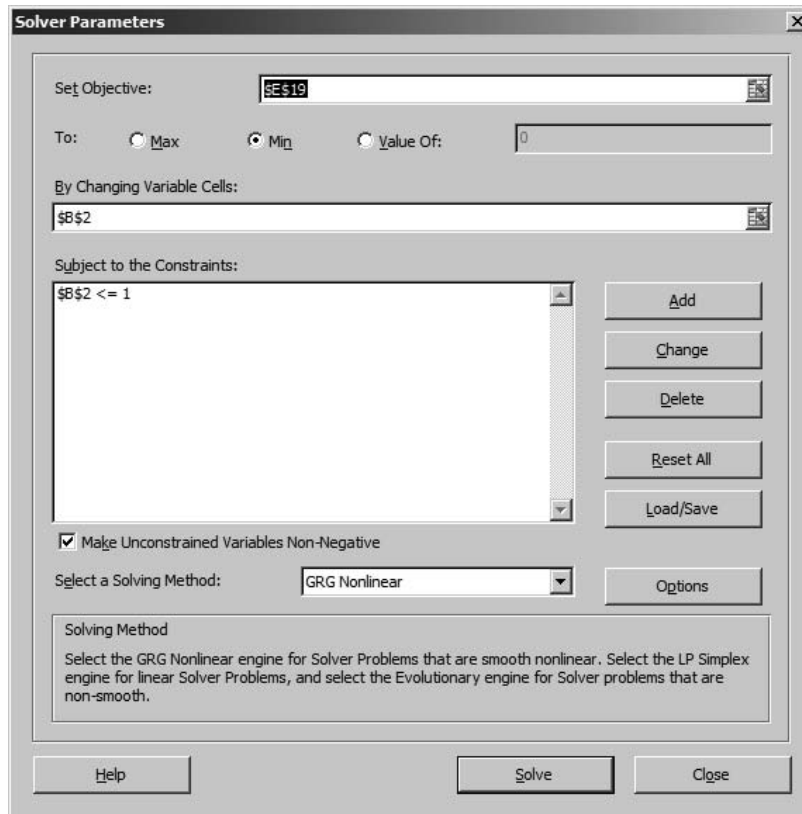 Solver Parameters
Set Objective: $E$19
To: Max Min Value Of: 0
By Changing Variable Cells:
$B$2
Subject to the Constraints:
$B$2 <= 1
Add
Change
Delete
Reset All
Load/Save
Make Unconstrained Variables Non-Negative
Select a Solving Method: GRG Nonlinear Options
Solving Method
Select the GRG Nonlinear engine for Solver Problems that are smooth nonlinear. Select the LP Simplex
engine for linear Solver Problems, and select the Evolutionary engine for Solver problems that are
non-smooth.
Help Solve Close